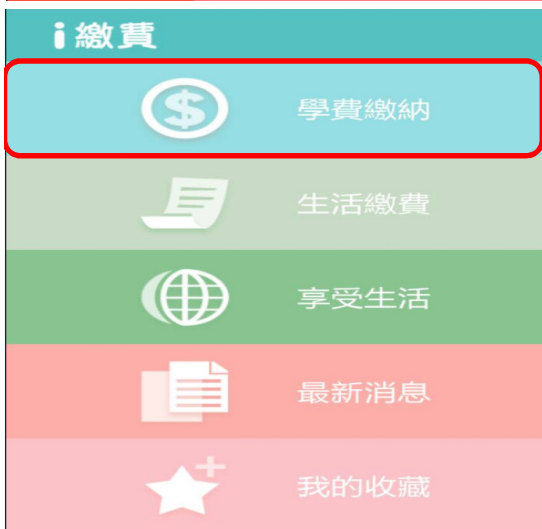 i繳費
學費繳納
生活繳費
享受生活
最新消息
我的收藏